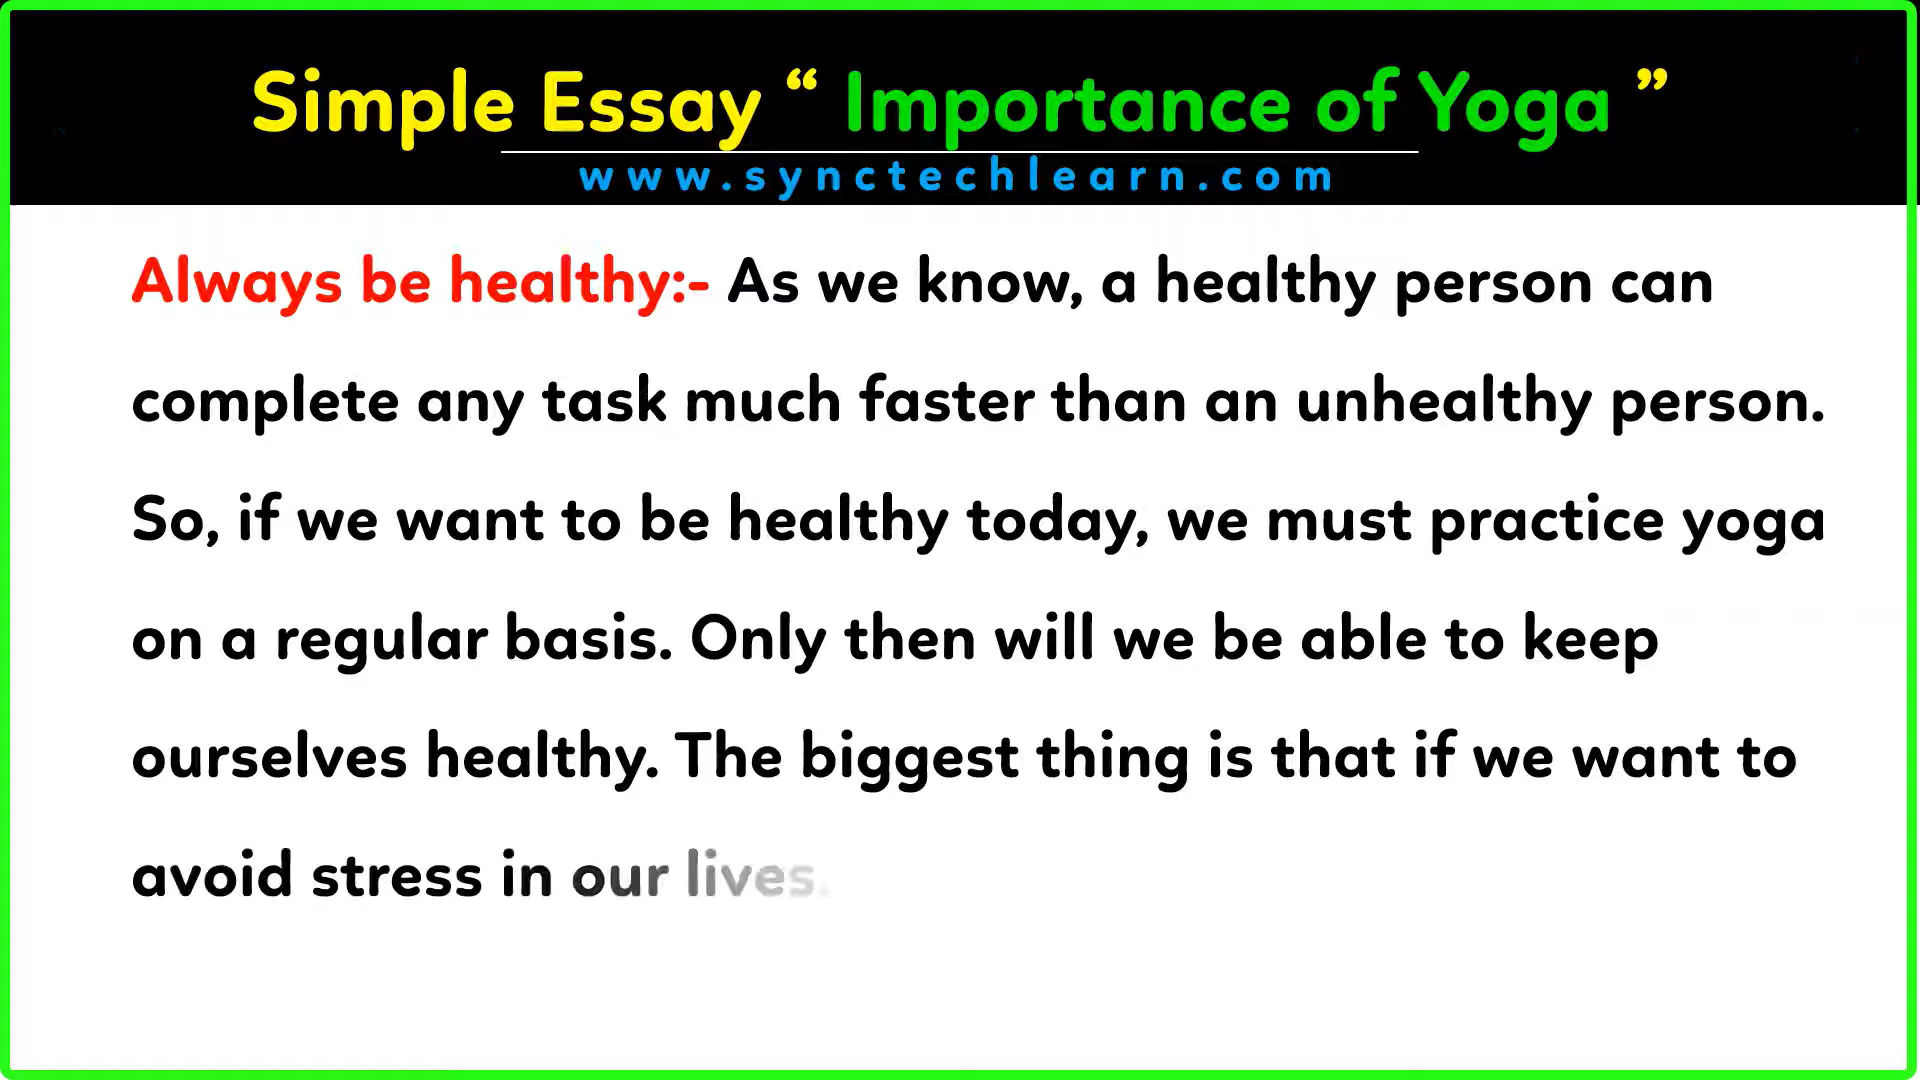 Simple Essay “ Importance of Yoga ”
www.synctechlearn.com
Always be healthy:- As we know, a healthy person can
complete any task much faster than an unhealthy person.
So, if we want to be healthy today, we must practice yoga
on a regular basis. Only then will we be able to keep
ourselves healthy. The biggest thing is that if we want to
avoid stress in our lives.